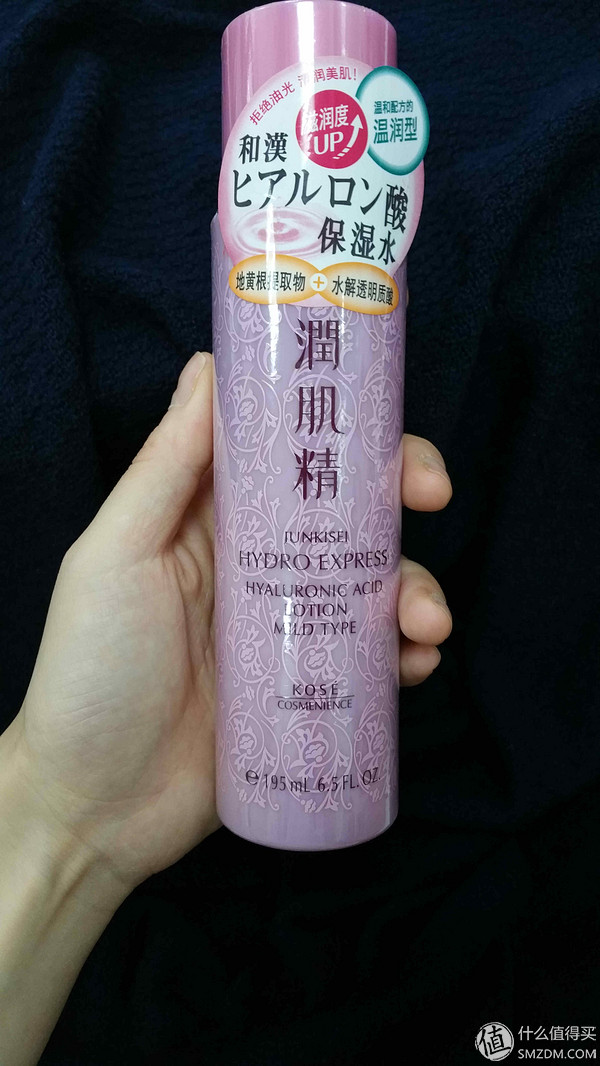 拒绝油光 滋润美肌!
滋润度
UP
温和配方的
温润型
和漢
ヒアルロン酸
保湿水
地黄根提取物+水解透明质酸
潤
肌
精
JUNKISEI
HYDRO EXPRESS
HYALURONIC ACID
LOTION
MILD TYPE
KOSÉ
COSMENIENCE
e 195 mL 6.5 FL. OZ.
值 什么值得买
SMZDM.COM